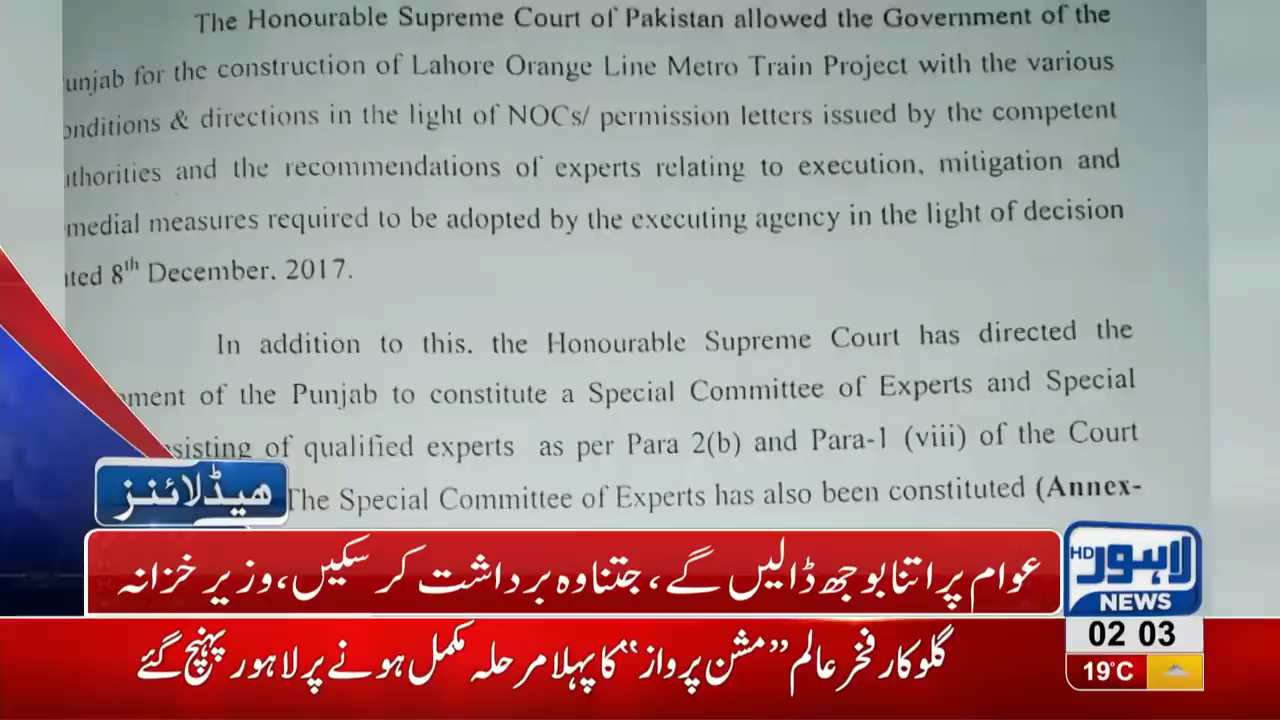 The Honourable Supreme Court of Pakistan allowed the Government of the
unjab for the construction of Lahore Orange Line Metro Train Project with the various
onditions & directions in the light of NOCs/ permission letters issued by the competent
uthorities and the recommendations of experts relating to execution, mitigation and
medial measures required to be adopted by the executing agency in the light of decision
ated 8th December. 2017.
In addition to this. the Honourable Supreme Court has directed the
nment of the Punjab to constitute a Special Committee of Experts and Special
sisting of qualified experts as per Para 2(b) and Para-1 (viii) of the Court
The Special Committee of Experts has also been constituted (Annex-
ہیڈلائنز
عوام پر اتنا بوجھ ڈالیں گے، جتنا وہ برداشت کر سکیں، وزیر خزانہ
HD لاہور
NEWS
02 03
19°C
گلوکار فخر عالم "مشن پرواز" کا پہلا مرحلہ مکمل ہونے پر لاہور پہنچ گئے